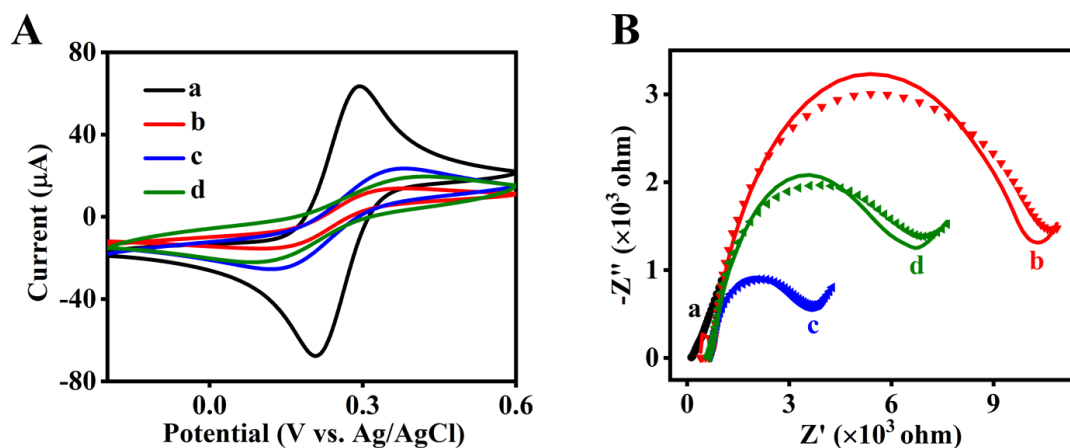 A
80
40
0
-40
-80
Current (μA)
a
b
c
d
0.0
0.3
0.6
Potential (V vs. Ag/AgCl)
B
3
2
1
0
-Z" (×10³ ohm)
a
b
c
d
0
3
6
9
Z' (×10³ ohm)